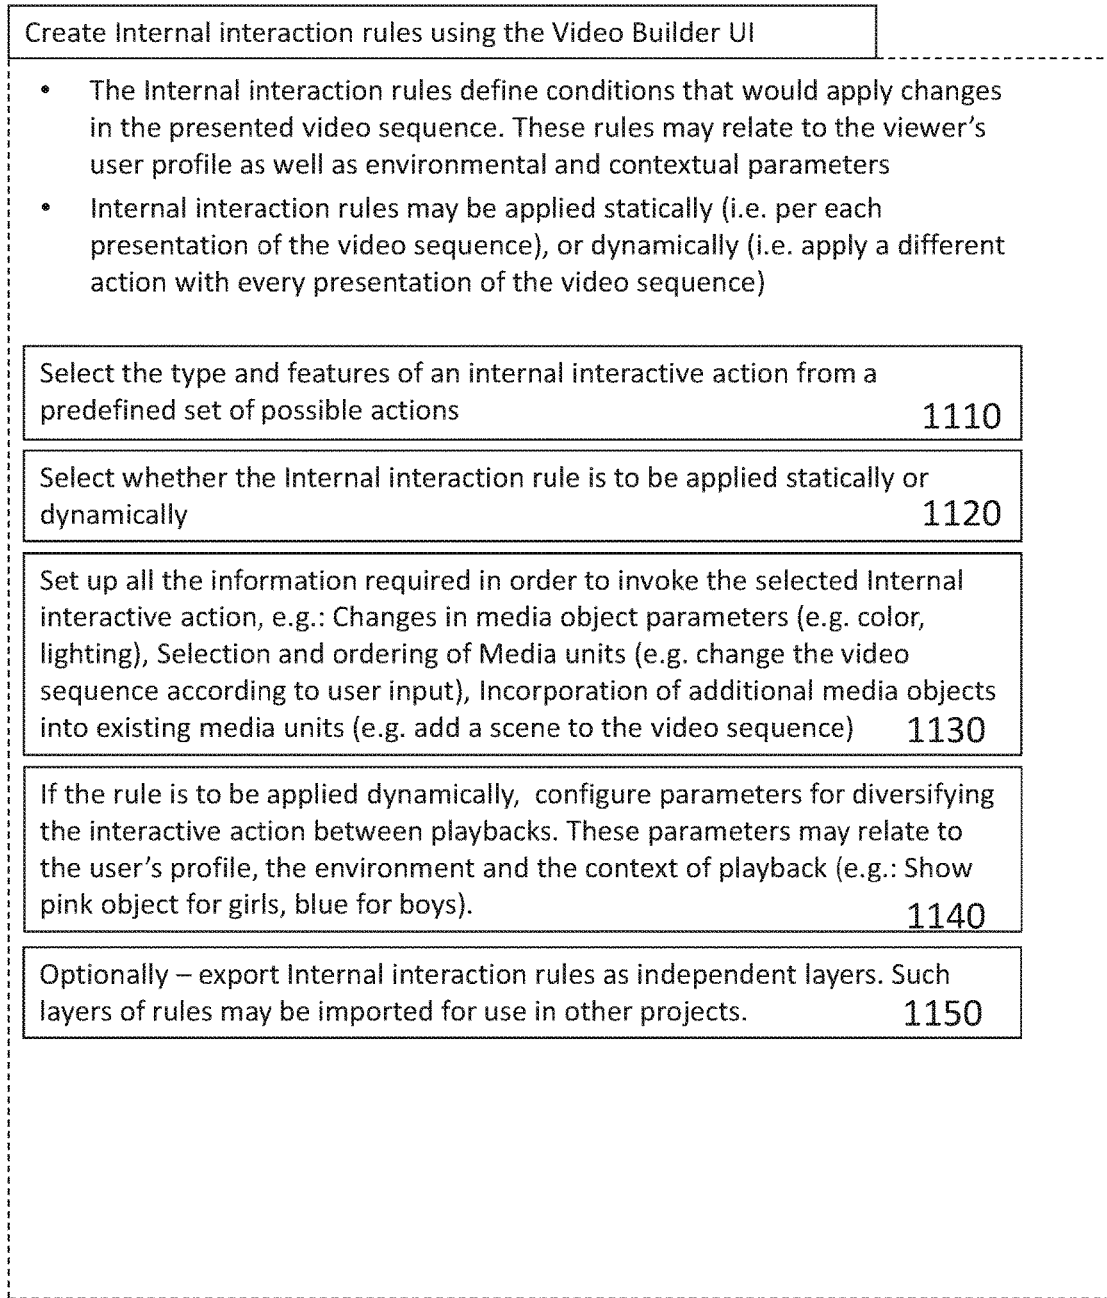 Create Internal interaction rules using the Video Builder UI
• The Internal interaction rules define conditions that would apply changes
in the presented video sequence. These rules may relate to the viewer's
user profile as well as environmental and contextual parameters
• Internal interaction rules may be applied statically (i.e. per each
presentation of the video sequence), or dynamically (i.e. apply a different
action with every presentation of the video sequence)
Select the type and features of an internal interactive action from a
predefined set of possible actions 1110
Select whether the Internal interaction rule is to be applied statically or
dynamically 1120
Set up all the information required in order to invoke the selected Internal
interactive action, e.g.: Changes in media object parameters (e.g. color,
lighting), Selection and ordering of Media units (e.g. change the video
sequence according to user input), Incorporation of additional media objects
into existing media units (e.g. add a scene to the video sequence) 1130
If the rule is to be applied dynamically, configure parameters for diversifying
the interactive action between playbacks. These parameters may relate to
the user's profile, the environment and the context of playback (e.g.: Show
pink object for girls, blue for boys). 1140
Optionally – export Internal interaction rules as independent layers. Such
layers of rules may be imported for use in other projects. 1150